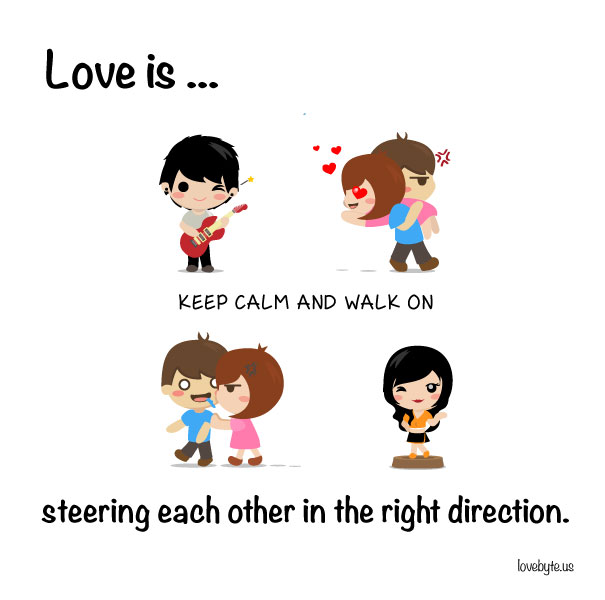 Love is ...
KEEP CALM AND WALK ON
steering each other in the right direction.
lovebyte.us